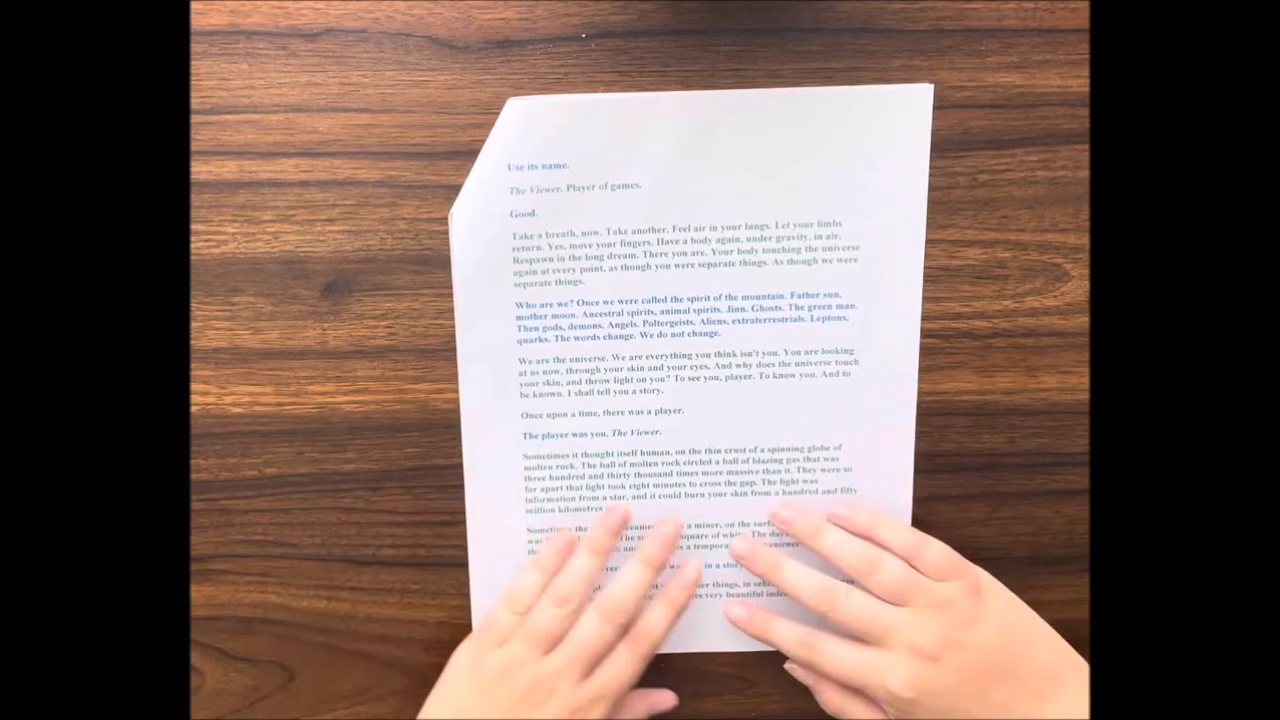 Use its name.
The Viewer. Player of games.
Good.
Take a breath, now. Take another. Feel air in your lungs. Let your limbs
return. Yes, move your fingers. Have a body again, under gravity, in air.
Respawn in the long dream. There you are. Your body touching the universe
again at every point, as though you were separate things. As though we were
separate things.
Who are we? Once we were called the spirit of the mountain. Father sun,
mother moon. Ancestral spirits, animal spirits. Jinn. Ghosts. The green man.
Then gods, demons. Angels. Poltergeists. Aliens, extraterrestrials. Leptons,
quarks. The words change. We do not change.
We are the universe. We are everything you think isn't you. You are looking
at us now, through your skin and your eyes. And why does the universe touch
your skin, and throw light on you? To see you, player. To know you. And to
be known. I shall tell you a story.
Once upon a time, there was a player.
The player was you, The Viewer.
Sometimes it thought itself human, on the thin crust of a spinning globe of
molten rock. The ball of molten rock circled a ball of blazing gas that was
three hundred and thirty thousand times more massive than it. They were so
far apart that light took eight minutes to cross the gap. The light was
information from a star, and it could burn your skin from a hundred and fifty
million kilometres
Sometimes the a miner, on the
was The square of white. The
and a
in a story
things, in
very beautiful